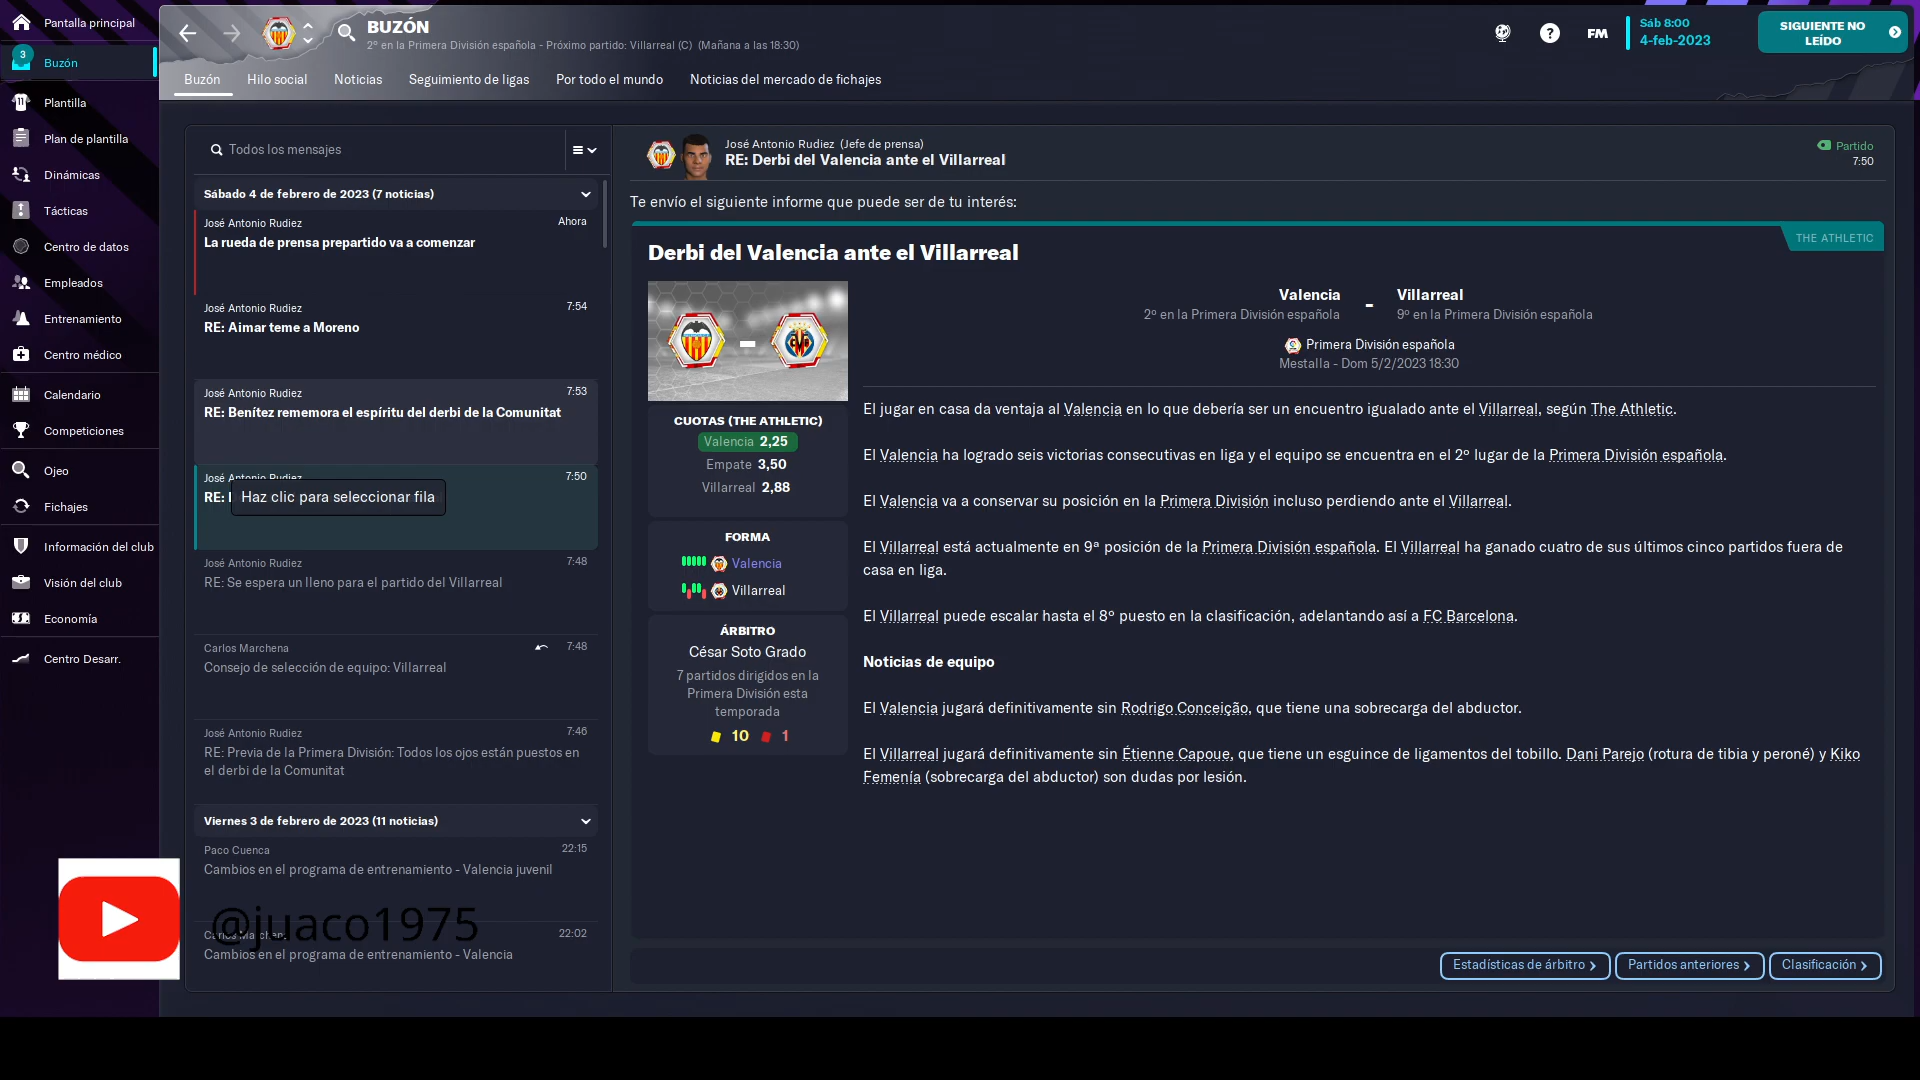 Pantalla principal
3
Buzón
Plantilla
Plan de plantilla
Dinámicas
Tácticas
Centro de datos
Empleados
Entrenamiento
Centro médico
Calendario
Competiciones
Ojeo
Fichajes
Información del club
Visión del club
Economía
Centro Desarr.
BUZÓN
2º en la Primera División española - Próximo partido: Villarreal (C) (Mañana a las 18:30)
FM
Sáb 8:00
4-feb-2023
SIGUIENTE NO
LEÍDO
Buzón
Hilo social
Noticias
Seguimiento de ligas
Por todo el mundo
Noticias del mercado de fichajes
Todos los mensajes
Sábado 4 de febrero de 2023 (7 noticias)
José Antonio Rudiez
Ahora
La rueda de prensa prepartido va a comenzar
José Antonio Rudiez
7:54
RE: Aimar teme a Moreno
José Antonio Rudiez
7:53
RE: Benítez rememora el espíritu del derbi de la Comunitat
José Antonio Rudiez
7:50
RE:
Haz clic para seleccionar fila
José Antonio Rudiez
7:48
RE: Se espera un lleno para el partido del Villarreal
Carlos Marchena
7:48
Consejo de selección de equipo: Villarreal
José Antonio Rudiez
7:46
RE: Previa de la Primera División: Todos los ojos están puestos en
el derbi de la Comunitat
Viernes 3 de febrero de 2023 (11 noticias)
Paco Cuenca
22:15
Cambios en el programa de entrenamiento - Valencia juvenil
Carlos Marchena
22:02
Cambios en el programa de entrenamiento - Valencia
@juaco1975
José Antonio Rudiez (Jefe de prensa)
RE: Derbi del Valencia ante el Villarreal
Partido
7:50
Te envío el siguiente informe que puede ser de tu interés:
THE ATHLETIC
Derbi del Valencia ante el Villarreal
Valencia - Villarreal
2º en la Primera División española
9º en la Primera División española
Primera División española
Mestalla - Dom 5/2/2023 18:30
CUOTAS (THE ATHLETIC)
Valencia 2,25
Empate 3,50
Villarreal 2,88
FORMA
Valencia
Villarreal
ÁRBITRO
César Soto Grado
7 partidos dirigidos en la
Primera División esta
temporada
10 1
El jugar en casa da ventaja al Valencia en lo que debería ser un encuentro igualado ante el Villarreal, según The Athletic.
El Valencia ha logrado seis victorias consecutivas en liga y el equipo se encuentra en el 2º lugar de la Primera División española.
El Valencia va a conservar su posición en la Primera División incluso perdiendo ante el Villarreal.
El Villarreal está actualmente en 9ª posición de la Primera División española. El Villarreal ha ganado cuatro de sus últimos cinco partidos fuera de
casa en liga.
El Villarreal puede escalar hasta el 8º puesto en la clasificación, adelantando así a FC Barcelona.
Noticias de equipo
El Valencia jugará definitivamente sin Rodrigo Conceição, que tiene una sobrecarga del abductor.
El Villarreal jugará definitivamente sin Étienne Capoue, que tiene un esguince de ligamentos del tobillo. Dani Parejo (rotura de tibia y peroné) y Kiko
Femenía (sobrecarga del abductor) son dudas por lesión.
Estadísticas de árbitro
Partidos anteriores
Clasificación